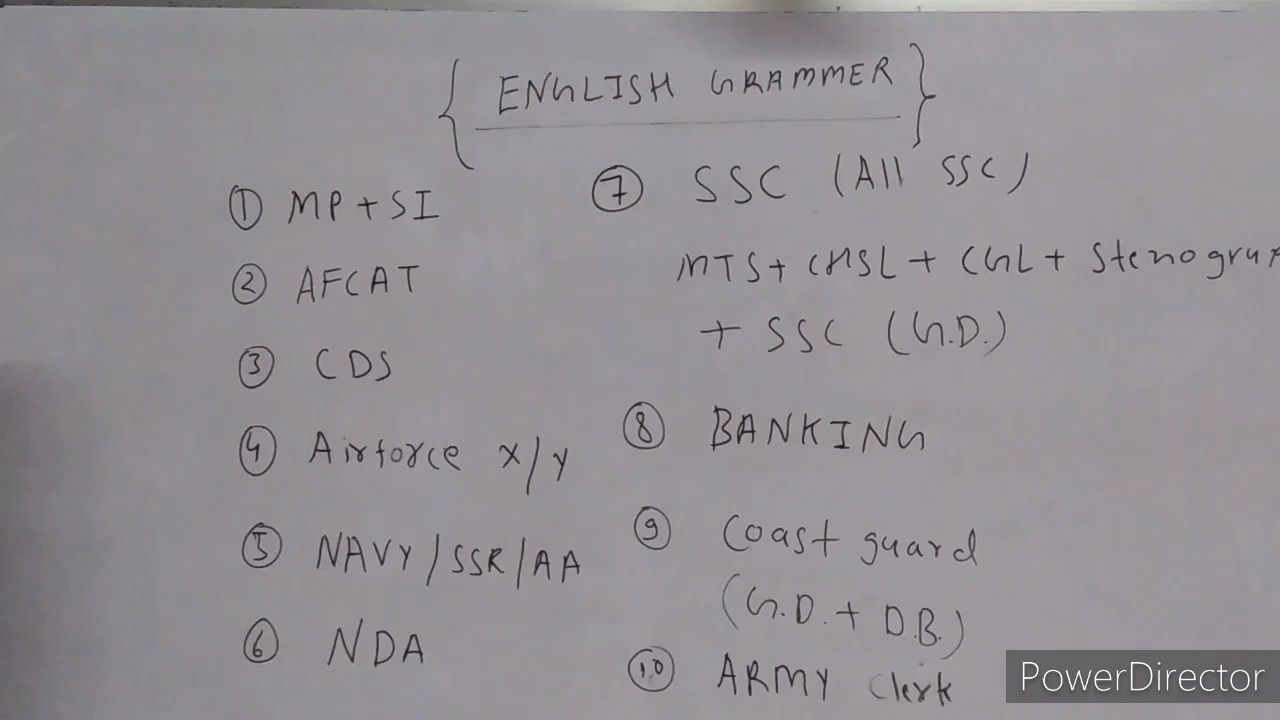 { ENGLISH GRAMMER }
① MP + SI
② AFCAT
③ CDS
④ Airforce x/y
⑤ NAVY/SSR/AA
⑥ NDA
⑦ SSC (All SSC)
MTS + CHSL + CGL + Stenograp
+ SSC (G.D.)
⑧ BANKING
⑨ Coast guard
(G.D. + D.B.)
⑩ ARMY Clerk
PowerDirector